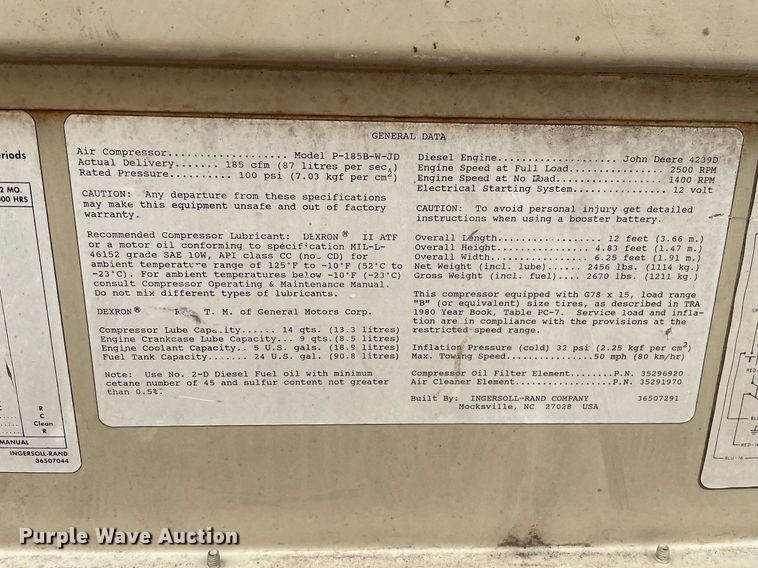 GENERAL DATA
Air Compressor.................. Model P-185B-W-JD
Actual Delivery....... 185 cfm (87 litres per sec.)
Rated Pressure.......... 100 psi (7.03 kgf per cm²)
CAUTION: Any departure from these specifications
may make this equipment unsafe and out of factory
warranty.
Recommended Compressor Lubricant: DEXRON ® II ATF
or a motor oil conforming to specification MIL-L-
46152 grade SAE 10W, API class CC (no CD) for
ambient temperature range of 125°F to -10°F (52°C to
-23°C). For ambient temperatures below -10°F (-23°C)
consult Compressor Operating & Maintenance Manual.
Do not mix different types of lubricants.
DEXRON® T. M. of General Motors Corp.
Compressor Lube Capacity...... 14 qts. (13.3 litres)
Engine Crankcase Lube Capacity... 9 qts.(8.5 litres)
Engine Coolant Capacity.. 5 U.S. gals. (18.9 litres)
Fuel Tank Capacity....... 24 U.S. gal. (90.8 litres)
Note: Use No. 2-D Diesel Fuel oil with minimum
cetane number of 45 and sulfur content not greater
than 0.5%.
Diesel Engine.................... John Deere 4239D
Engine Speed at Full Load............... 2500 RPM
Engine Speed at No Load................. 1400 RPM
Electrical Starting System............... 12 volt
CAUTION: To avoid personal injury get detailed
instructions when using a booster battery.
Overall Length................ 12 feet (3.66 m.)
Overall Height.............. 4.83 feet (1.47 m.)
Overall Width............... 6.25 feet (1.91 m.)
Net Weight (incl. lube)..... 2456 lbs. (1114 kg.)
Gross Weight (incl. fuel)... 2670 lbs. (1211 kg.)
This compressor equipped with G78 x 15, load range
"B" (or equivalent) size tires, as described in TRA
1980 Year Book, Table PC-7. Service load and infla-
tion are in compliance with the provisions at the
restricted speed range.
Inflation Pressure (cold) 32 psi (2.25 kgf per cm²)
Max. Towing Speed.................. 50 mph (80 km/hr)
Compressor Oil Filter Element.......P.N. 35296920
Air Cleaner Element.................P.N. 35291970
Built By: INGERSOLL-RAND COMPANY 36507291
Mocksville, NC 27028 USA
R
C
Clean
R
MANUAL
INGERSOLL-RAND
36507044
Purple Wave Auction